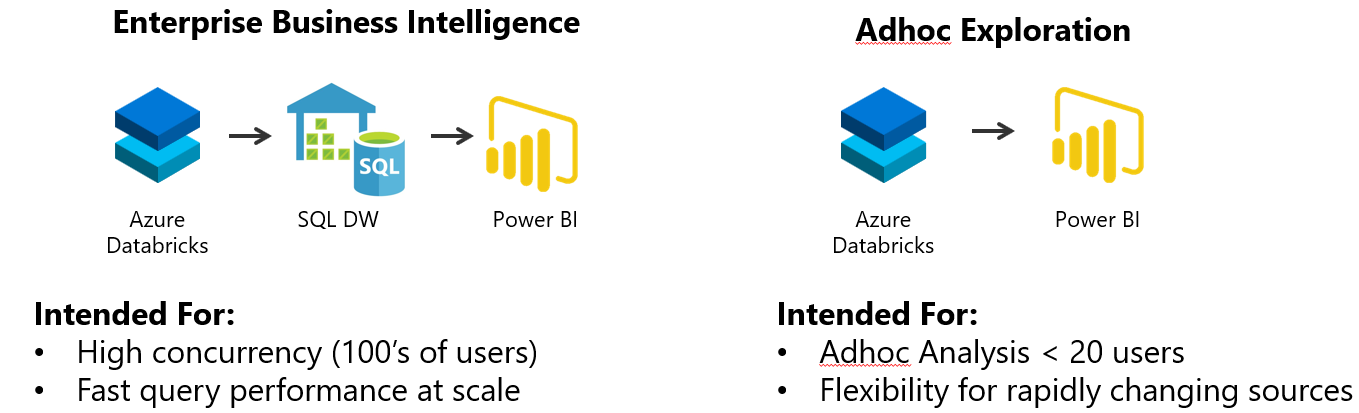 Enterprise Business Intelligence
Azure
Databricks
SQL
SQL DW
Power BI
Intended For:
• High concurrency (100’s of users)
• Fast query performance at scale
Adhoc Exploration
Azure
Databricks
Power BI
Intended For:
• Adhoc Analysis < 20 users
• Flexibility for rapidly changing sources